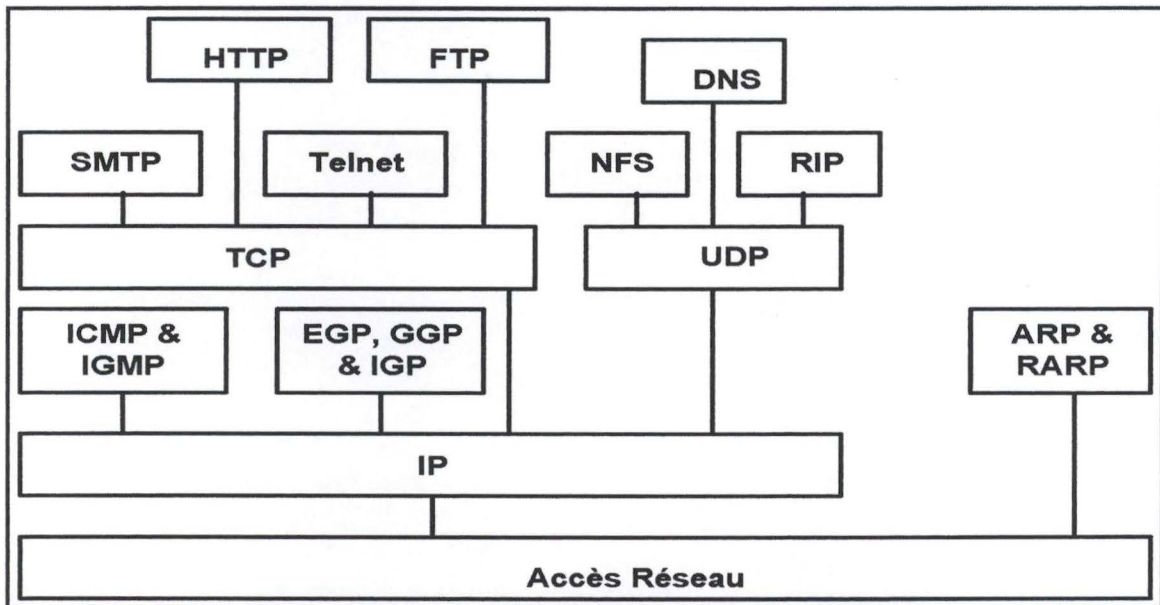 HTTP
FTP
DNS
SMTP
Telnet
NFS
RIP
TCP
UDP
ICMP &
IGMP
EGP, GGP
& IGP
ARP &
RARP
IP
Accès Réseau